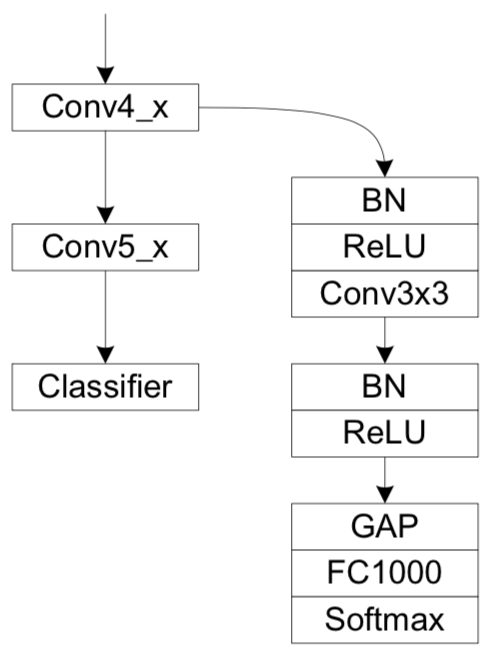 Conv4_x
Conv5_x
Classifier
BN
ReLU
Conv3x3
BN
ReLU
GAP
FC1000
Softmax